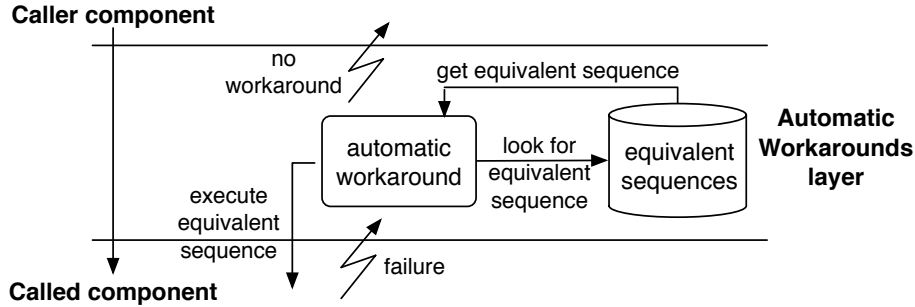 Caller component
no
workaround
get equivalent sequence
automatic
workaround
look for
equivalent
sequence
equivalent
sequences
Automatic
Workarounds
layer
execute
equivalent
sequence
failure
Called component